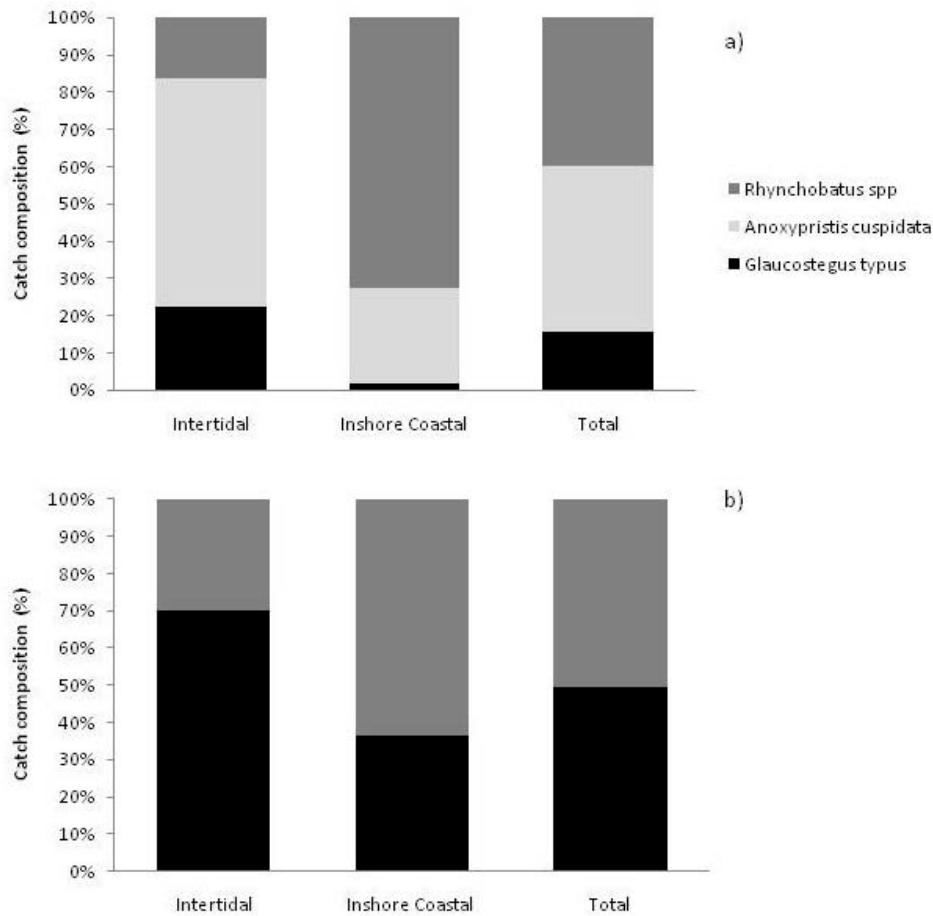 a)
Catch composition (%)
100%
90%
80%
70%
60%
50%
40%
30%
20%
10%
0%
Intertidal Inshore Coastal Total
Rhynchobatus spp
Anoxypristis cuspidata
Glaucostegus typus
b)
Catch composition (%)
100%
90%
80%
70%
60%
50%
40%
30%
20%
10%
0%
Intertidal Inshore Coastal Total